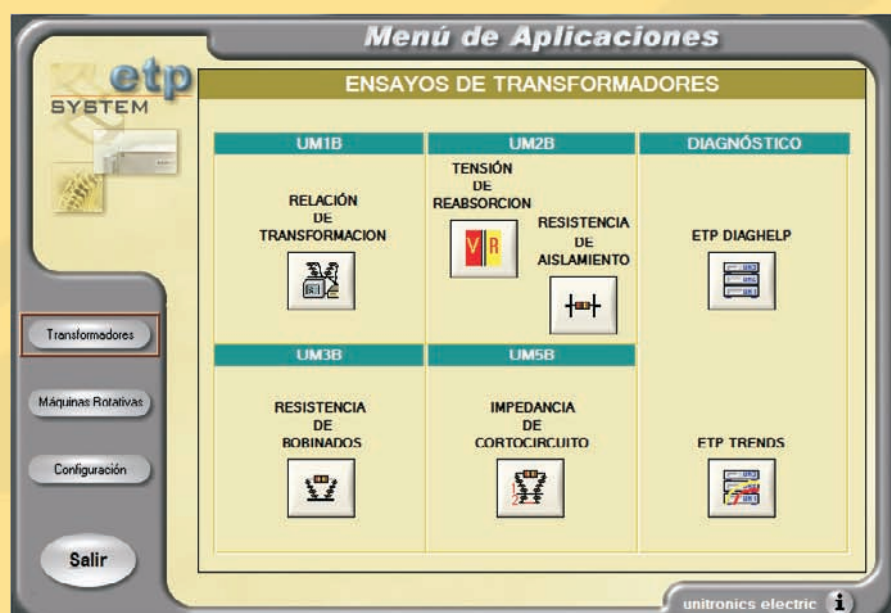 Menú de Aplicaciones
etp
SYSTEM
ENSAYOS DE TRANSFORMADORES
UM1B
UM2B
DIAGNÓSTICO
RELACIÓN
DE
TRANSFORMACION
TENSIÓN
DE
REABSORCION
V R
RESISTENCIA
DE
AISLAMIENTO
ETP DIAGHELP
Transformadores
Máquinas Rotativas
Configuración
Salir
UM3B
UM5B
RESISTENCIA
DE
BOBINADOS
IMPEDANCIA
DE
CORTOCIRCUITO
1
2
ETP TRENDS
unitronics electric i